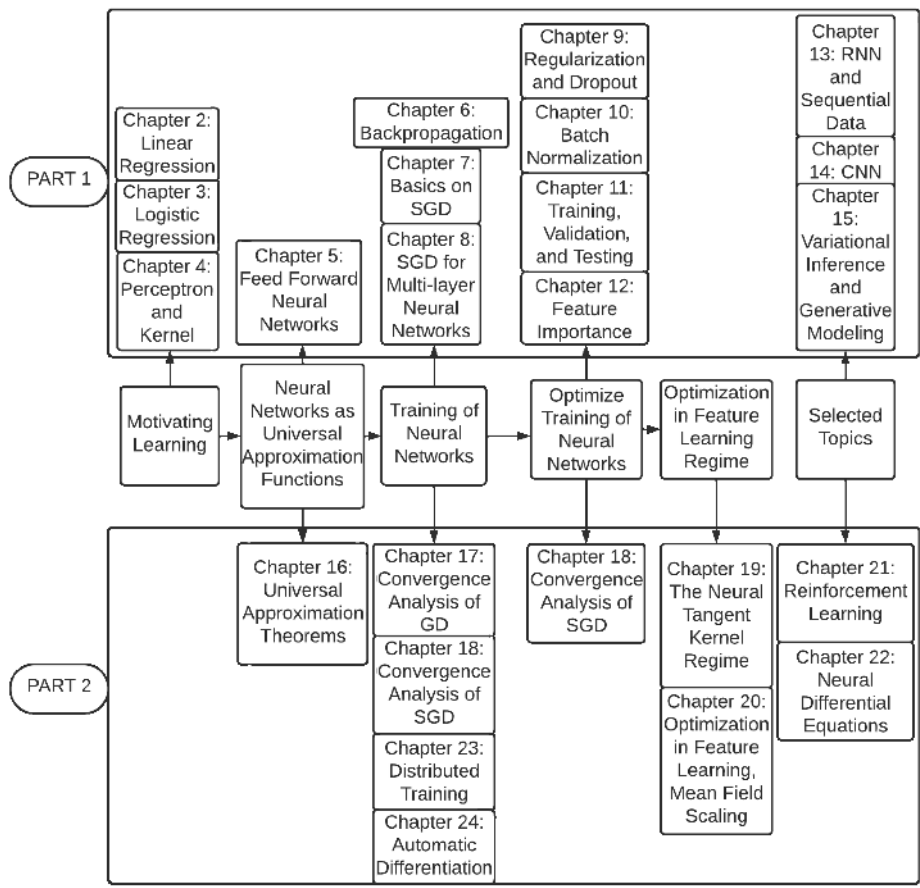 PART 1
Chapter 2:
Linear
Regression
Chapter 3:
Logistic
Regression
Chapter 4:
Perceptron
and
Kernel
Chapter 5:
Feed Forward
Neural
Networks
Chapter 6:
Backpropagation
Chapter 7:
Basics on
SGD
Chapter 8:
SGD for
Multi-layer
Neural
Networks
Chapter 9:
Regularization
and Dropout
Chapter 10:
Batch
Normalization
Chapter 11:
Training,
Validation,
and Testing
Chapter 12:
Feature
Importance
Chapter
13: RNN
and
Sequential
Data
Chapter
14: CNN
Chapter
15:
Variational
Inference
and
Generative
Modeling
Motivating
Learning
Neural
Networks as
Universal
Approximation
Functions
Training of
Neural
Networks
Optimize
Training of
Neural
Networks
Optimization
in Feature
Learning
Regime
Selected
Topics
PART 2
Chapter 16:
Universal
Approximation
Theorems
Chapter 17:
Convergence
Analysis of
GD
Chapter 18:
Convergence
Analysis of
SGD
Chapter 23:
Distributed
Training
Chapter 24:
Automatic
Differentiation
Chapter 18:
Convergence
Analysis of
SGD
Chapter 19:
The Neural
Tangent
Kernel
Regime
Chapter 20:
Optimization
in Feature
Learning,
Mean Field
Scaling
Chapter 21:
Reinforcement
Learning
Chapter 22:
Neural
Differential
Equations